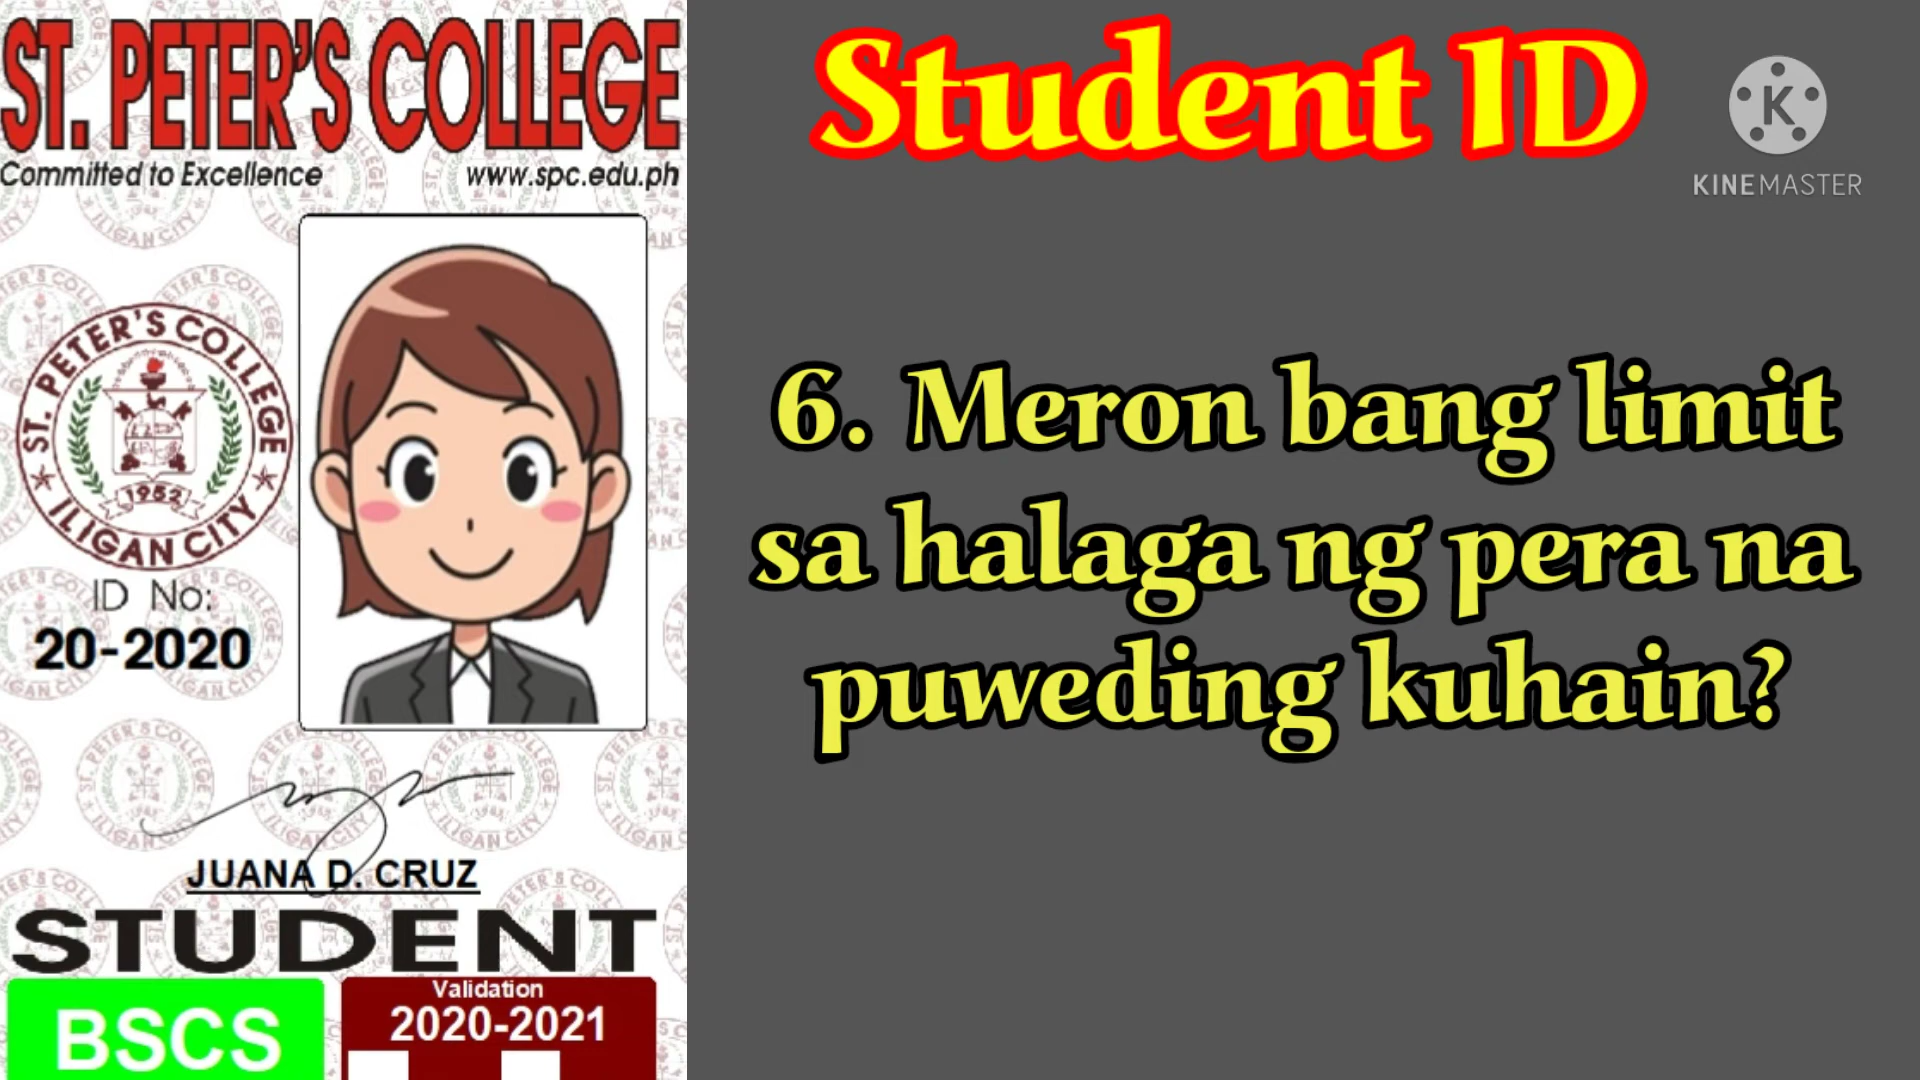 ST. PETER'S COLLEGE
Committed to Excellence
www.spc.edu.ph
ST. PETER'S COLLEGE
1952
ILIGAN CITY
ID No:
20-2020
JUANA D. CRUZ
STUDENT
BSCS
Validation
2020-2021
Student ID
K
KINEMASTER
6. Meron bang limit
sa halaga ng pera na
puweding kuhain?